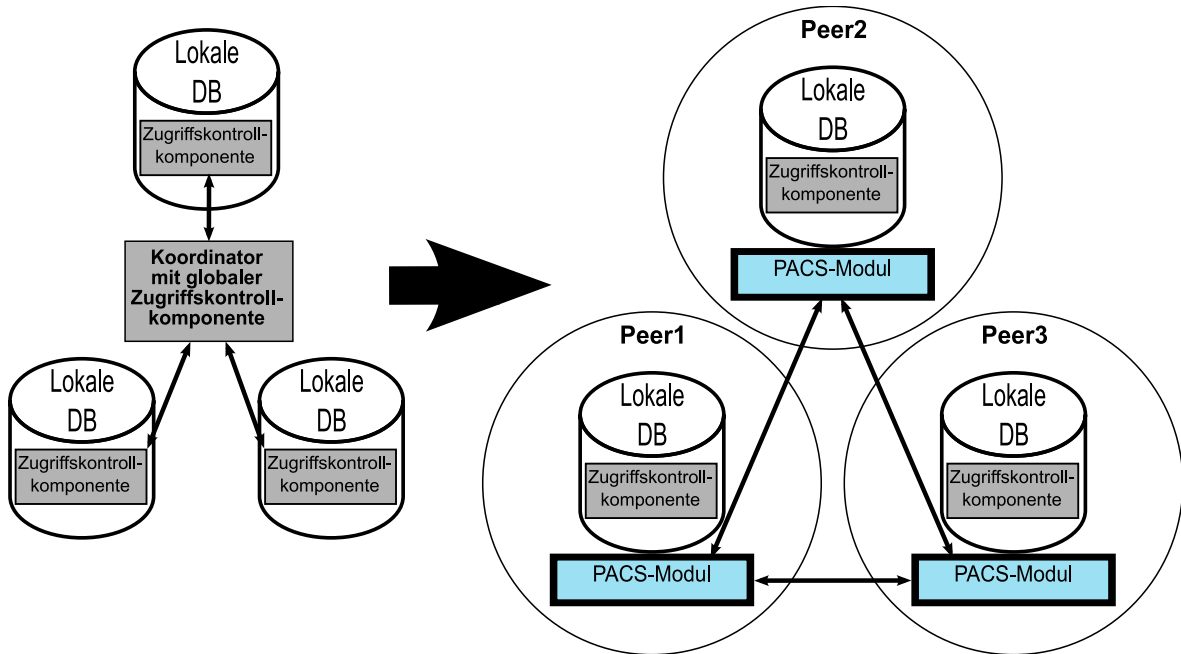 Lokale
DB
Zugriffskontroll-
komponente
Koordinator
mit globaler
Zugriffskontroll-
komponente
Lokale
DB
Zugriffskontroll-
komponente
Lokale
DB
Zugriffskontroll-
komponente
Peer2
Lokale
DB
Zugriffskontroll-
komponente
PACS-Modul
Peer1
Lokale
DB
Zugriffskontroll-
komponente
PACS-Modul
Peer3
Lokale
DB
Zugriffskontroll-
komponente
PACS-Modul